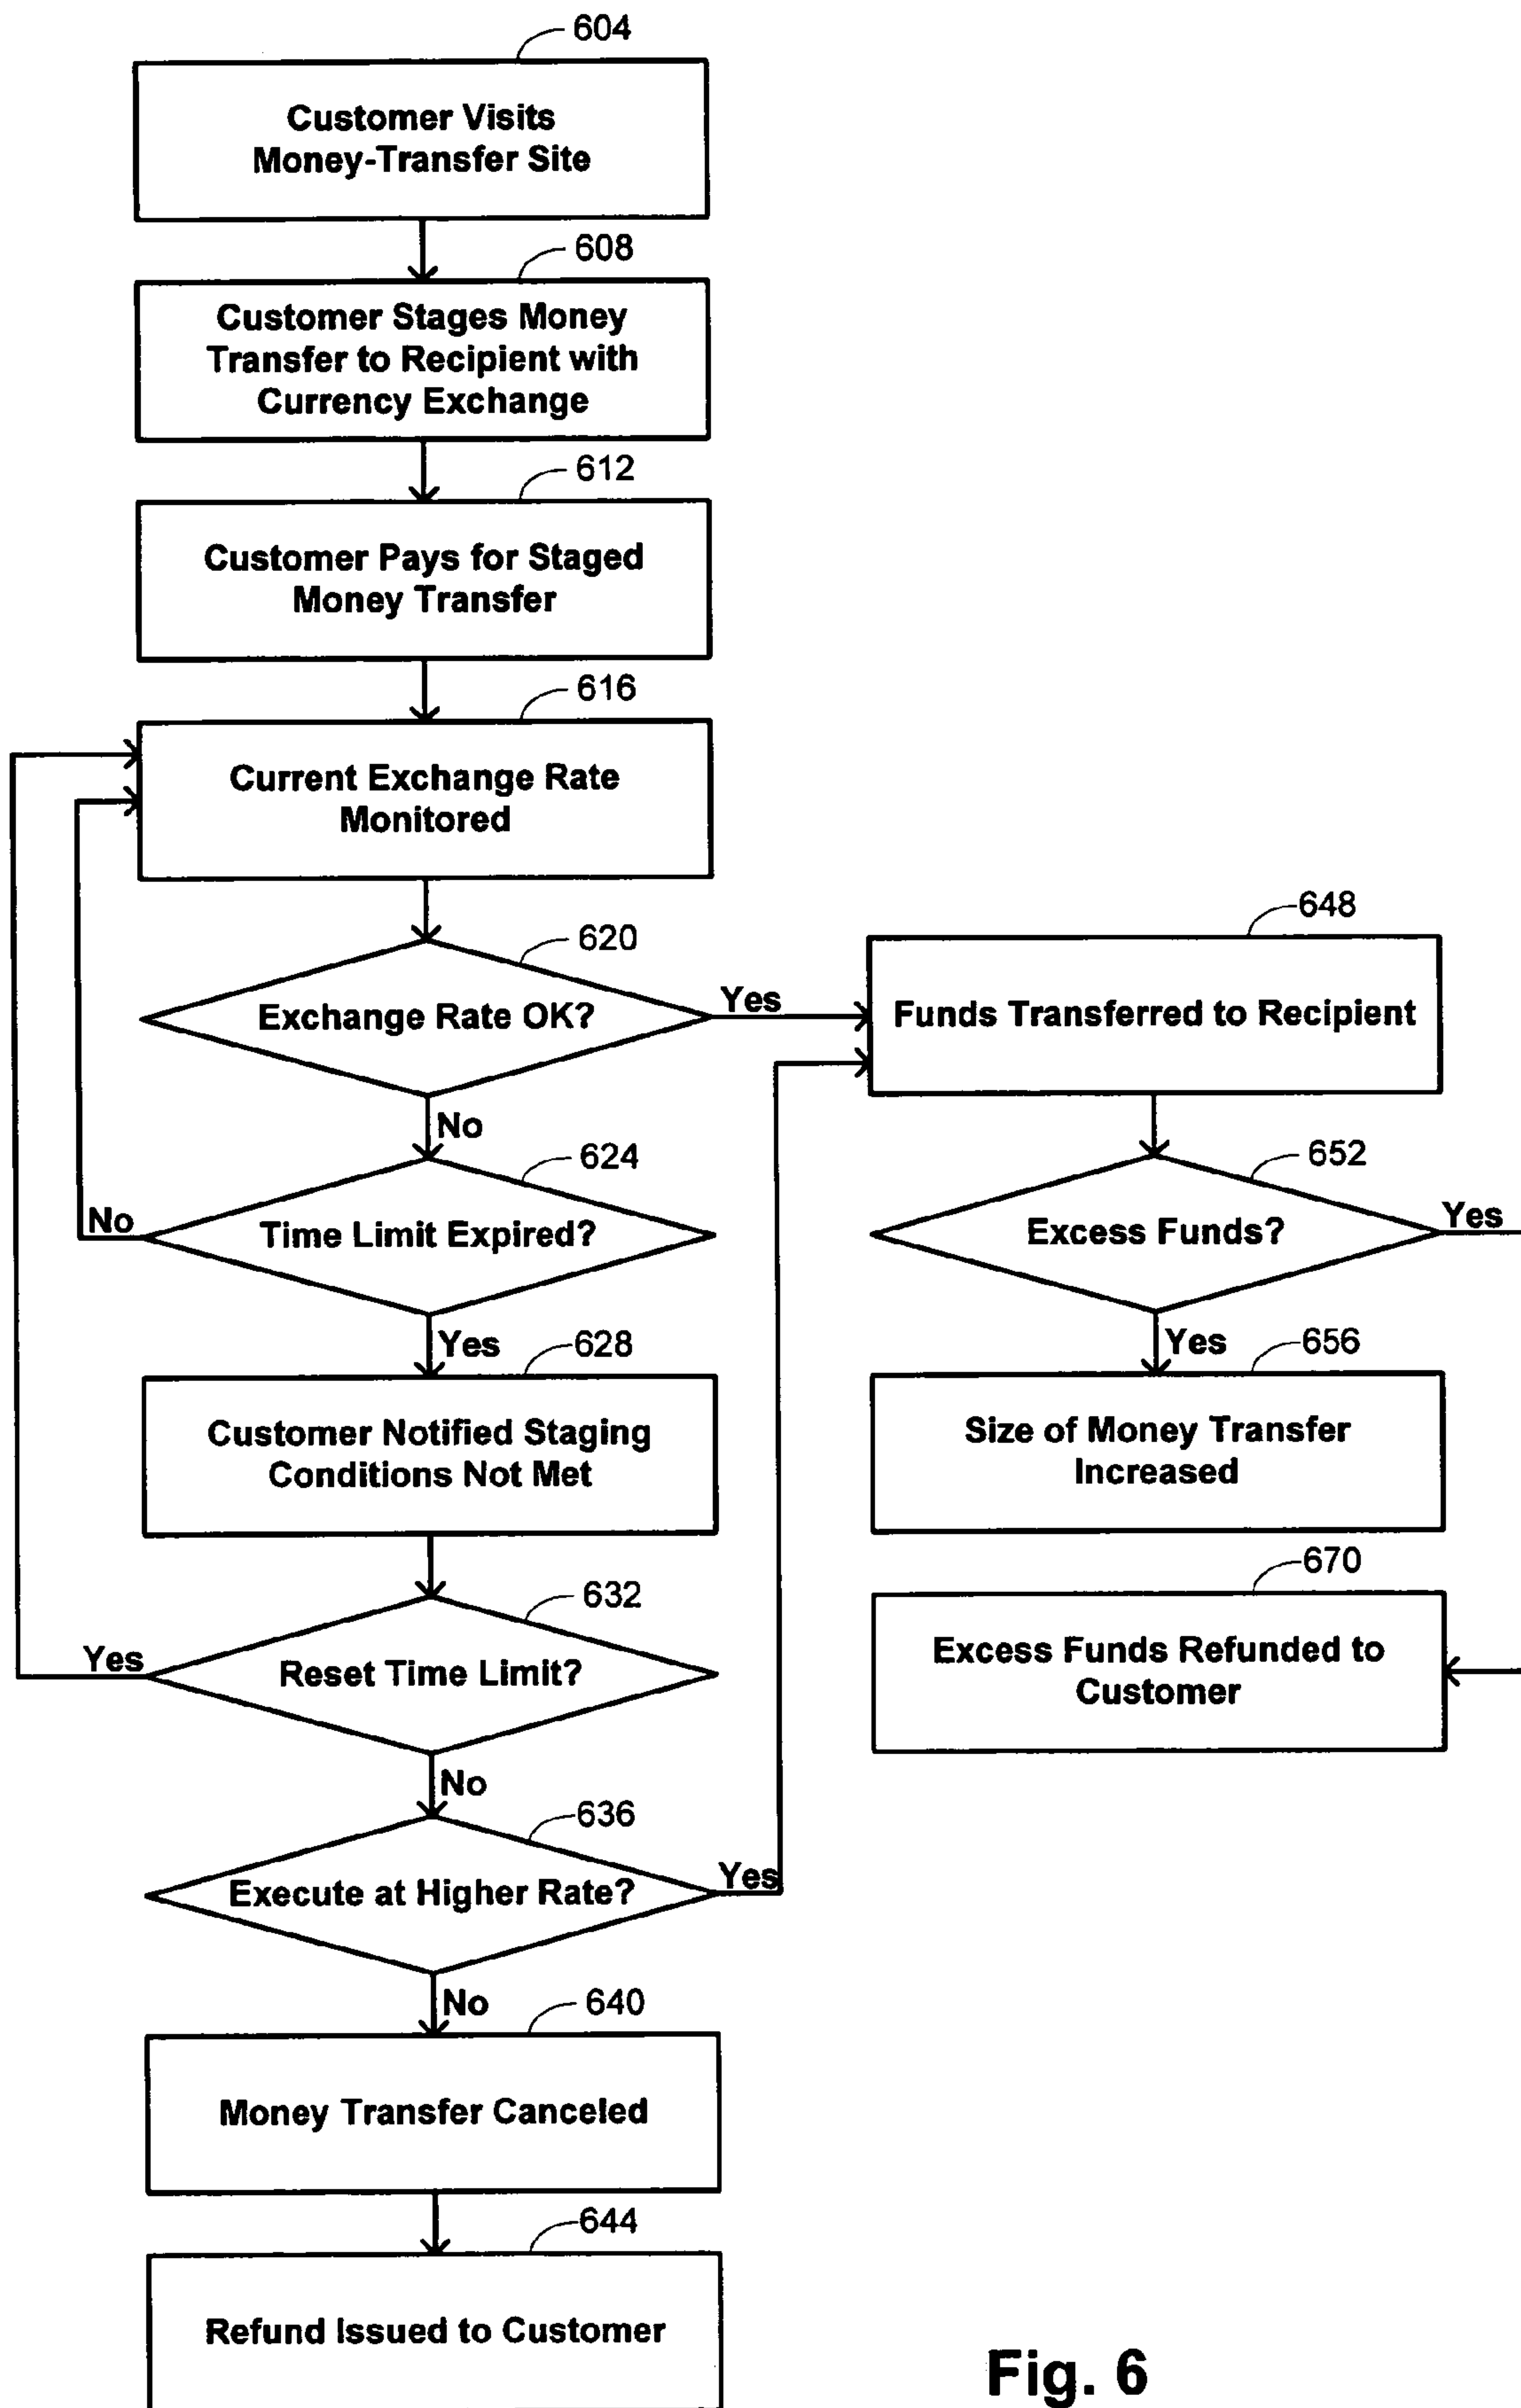 604
Customer Visits
Money-Transfer Site
608
Customer Stages Money
Transfer to Recipient with
Currency Exchange
612
Customer Pays for Staged
Money Transfer
616
Current Exchange Rate
Monitored
620
Exchange Rate OK?
Yes
No
624
Time Limit Expired?
No
Yes
628
Customer Notified Staging
Conditions Not Met
632
Reset Time Limit?
Yes
No
636
Execute at Higher Rate?
Yes
No
640
Money Transfer Canceled
644
Refund Issued to Customer
648
Funds Transferred to Recipient
652
Excess Funds?
Yes
Yes
656
Size of Money Transfer
Increased
670
Excess Funds Refunded to
Customer
Fig. 6